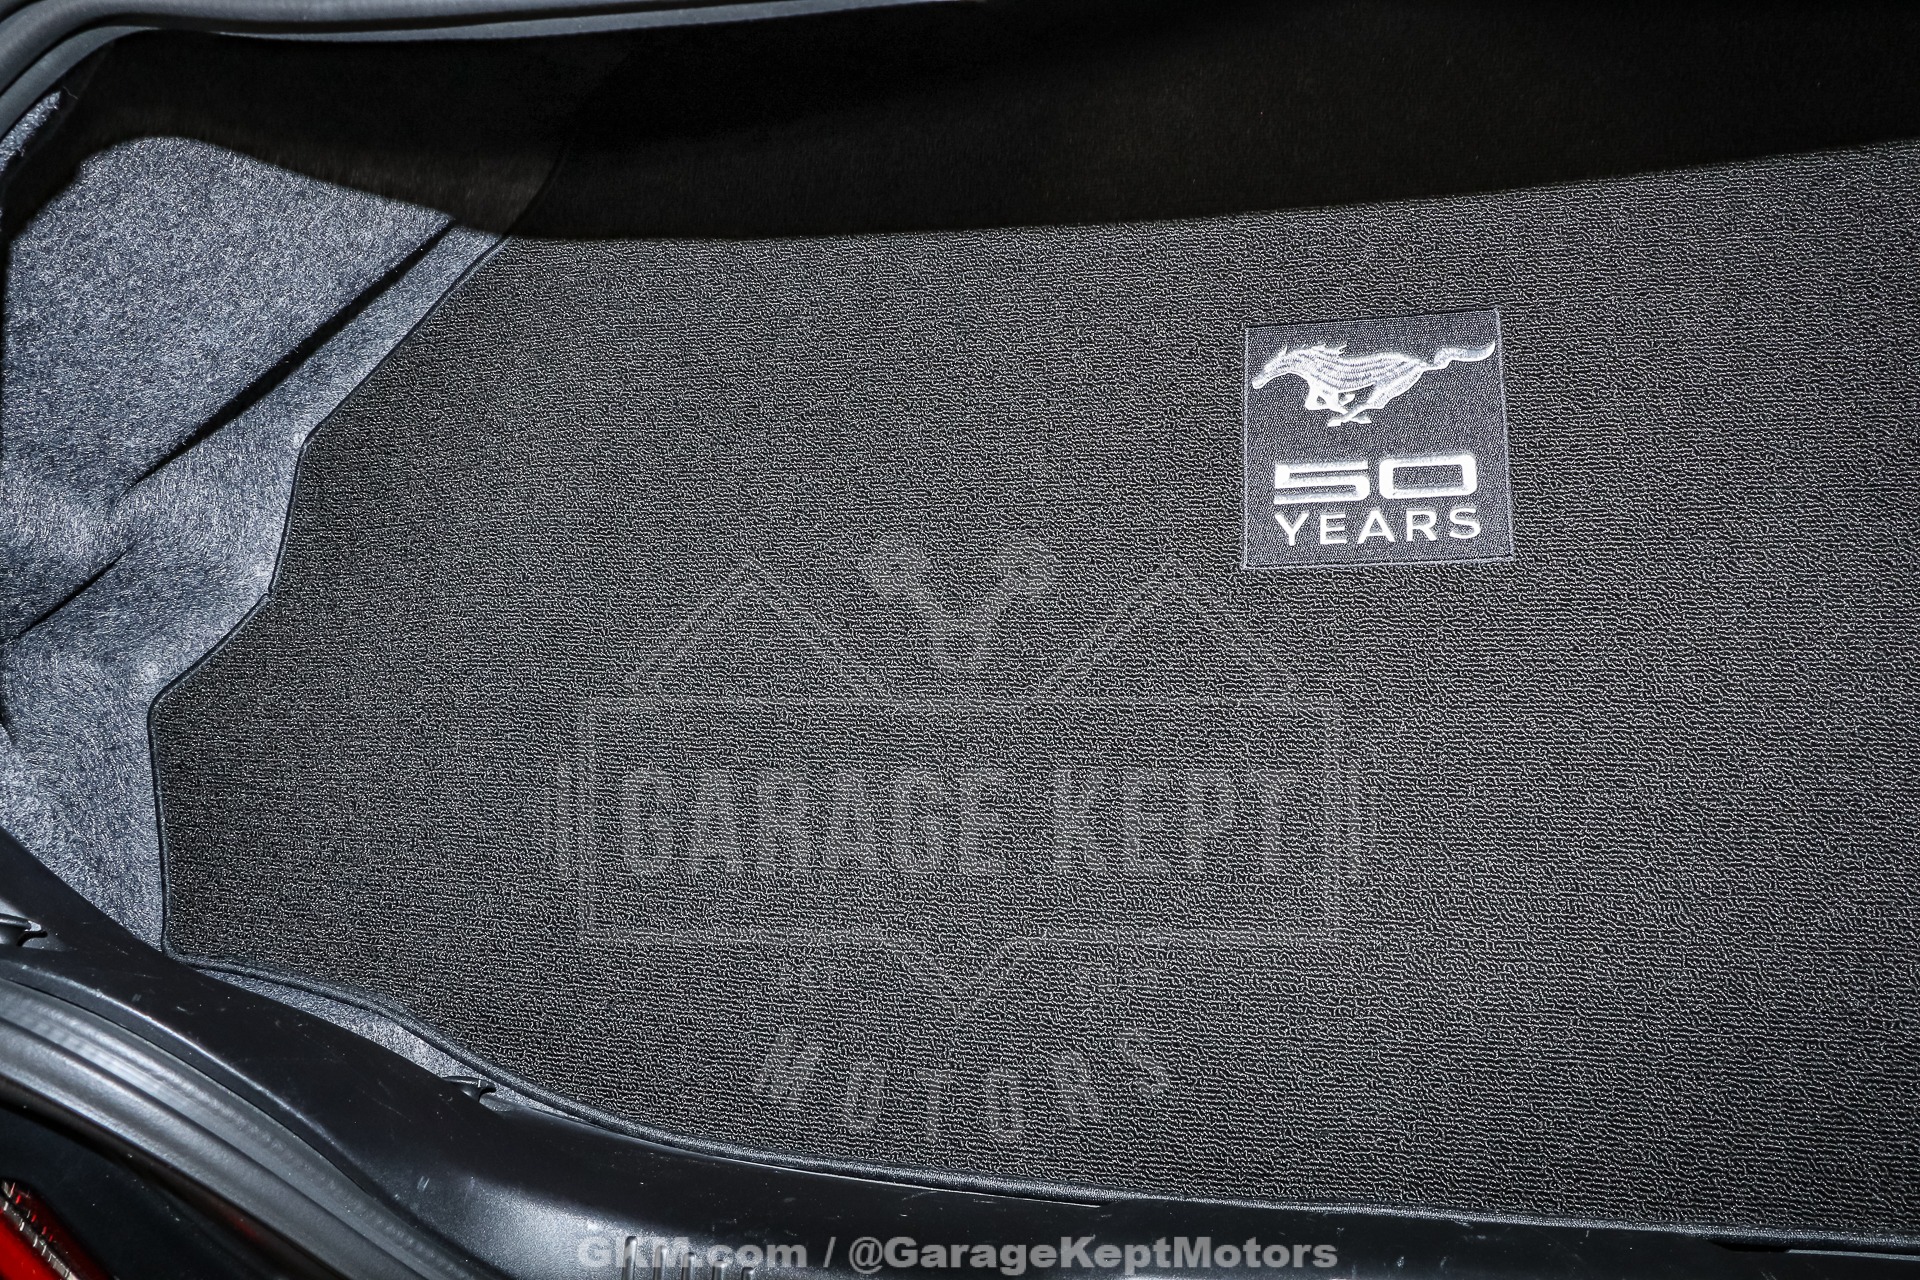 50
YEARS
GARAGE KEPT
MOTORS
GKM.com / @GarageKeptMotors